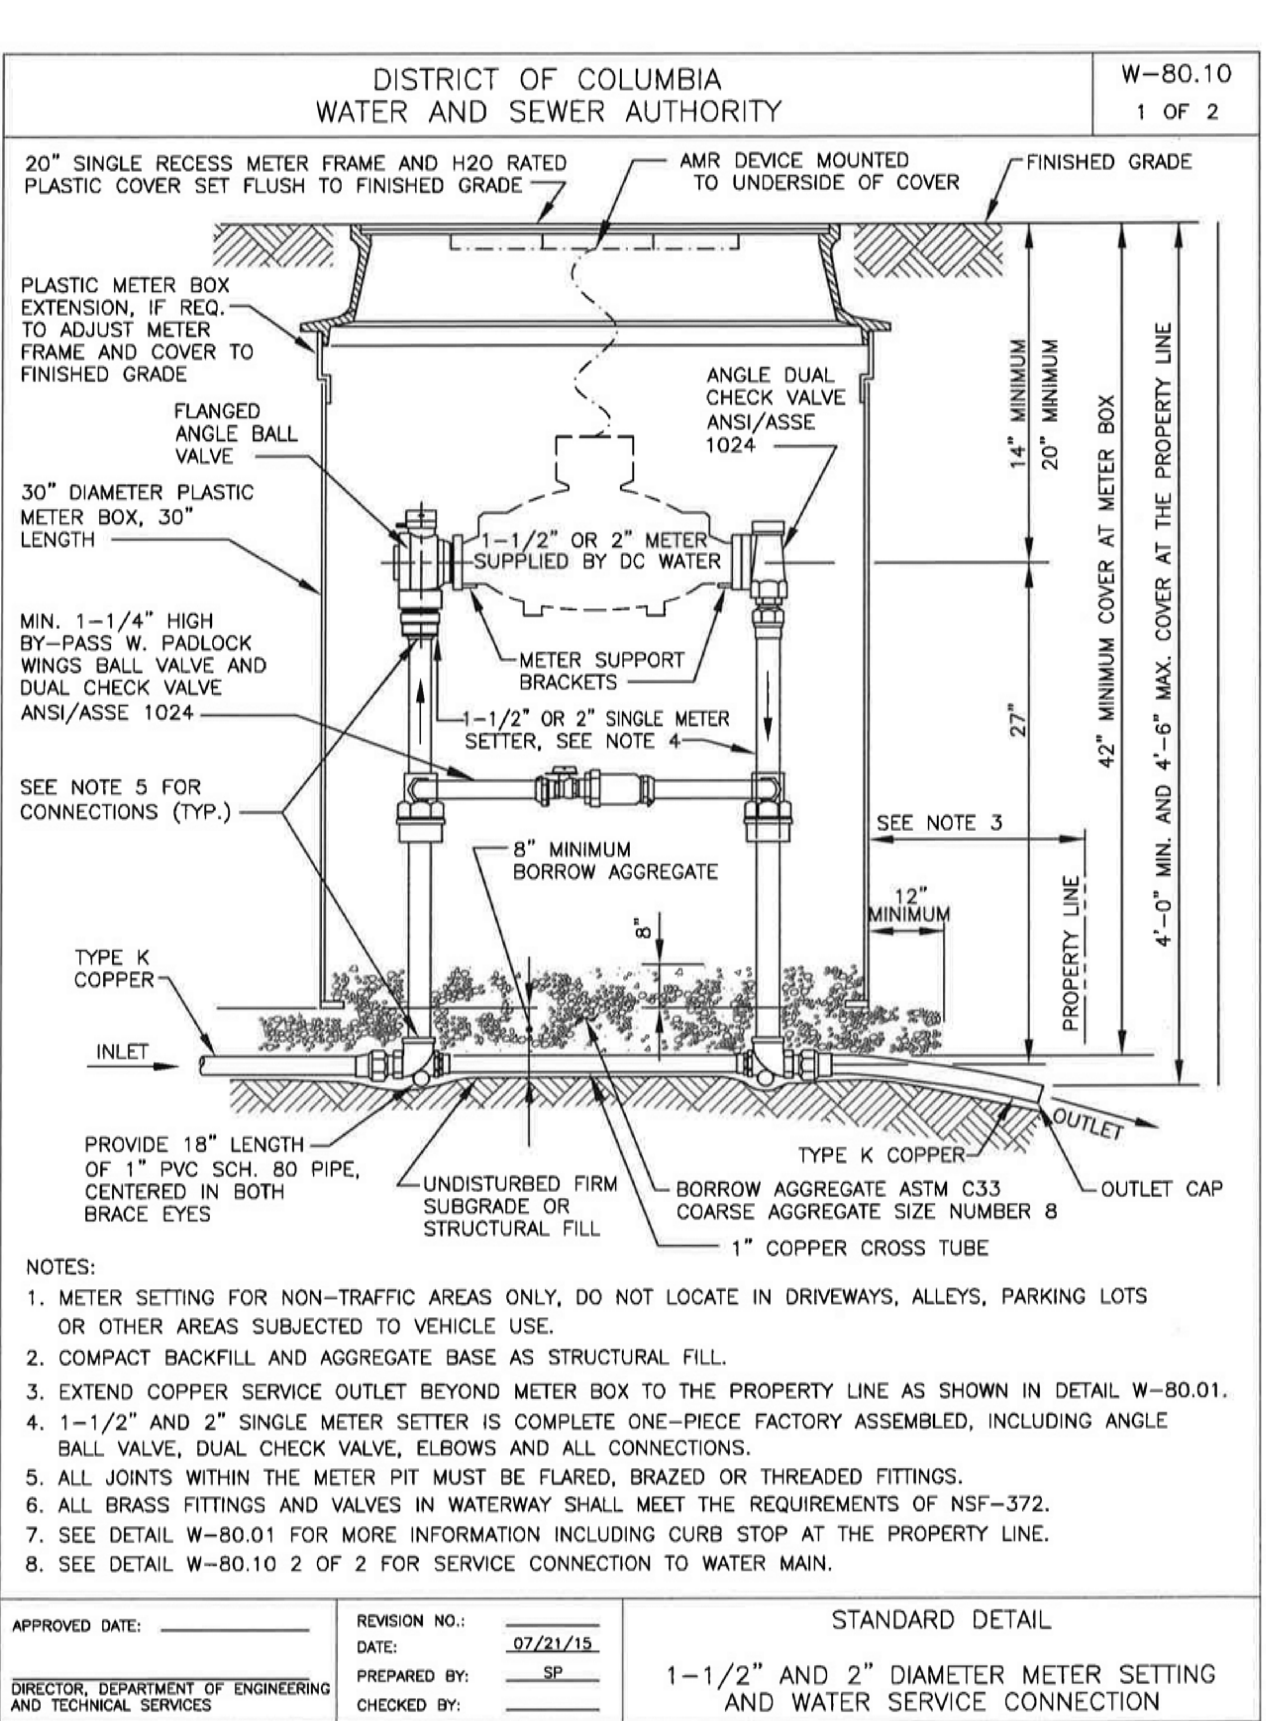 DISTRICT OF COLUMBIA
WATER AND SEWER AUTHORITY
W-80.10
1 OF 2
20" SINGLE RECESS METER FRAME AND H2O RATED
PLASTIC COVER SET FLUSH TO FINISHED GRADE
AMR DEVICE MOUNTED
TO UNDERSIDE OF COVER
FINISHED GRADE
PLASTIC METER BOX
EXTENSION, IF REQ.
TO ADJUST METER
FRAME AND COVER TO
FINISHED GRADE
FLANGED
ANGLE BALL
VALVE
ANGLE DUAL
CHECK VALVE
ANSI/ASSE
1024
14" MINIMUM
20" MINIMUM
42" MINIMUM COVER AT METER BOX
4'-0" MIN. AND 4'-6" MAX. COVER AT THE PROPERTY LINE
30" DIAMETER PLASTIC
METER BOX, 30"
LENGTH
1-1/2" OR 2" METER
SUPPLIED BY DC WATER
MIN. 1-1/4" HIGH
BY-PASS W. PADLOCK
WINGS BALL VALVE AND
DUAL CHECK VALVE
ANSI/ASSE 1024
METER SUPPORT
BRACKETS
1-1/2" OR 2" SINGLE METER
SETTER, SEE NOTE 4
27"
SEE NOTE 5 FOR
CONNECTIONS (TYP.)
SEE NOTE 3
8" MINIMUM
BORROW AGGREGATE
12"
MINIMUM
8"
PROPERTY LINE
TYPE K
COPPER
INLET
OUTLET
PROVIDE 18" LENGTH
OF 1" PVC SCH. 80 PIPE,
CENTERED IN BOTH
BRACE EYES
UNDISTURBED FIRM
SUBGRADE OR
STRUCTURAL FILL
TYPE K COPPER
BORROW AGGREGATE ASTM C33
COARSE AGGREGATE SIZE NUMBER 8
OUTLET CAP
1" COPPER CROSS TUBE
NOTES:
1. METER SETTING FOR NON-TRAFFIC AREAS ONLY, DO NOT LOCATE IN DRIVEWAYS, ALLEYS, PARKING LOTS
OR OTHER AREAS SUBJECTED TO VEHICLE USE.
2. COMPACT BACKFILL AND AGGREGATE BASE AS STRUCTURAL FILL.
3. EXTEND COPPER SERVICE OUTLET BEYOND METER BOX TO THE PROPERTY LINE AS SHOWN IN DETAIL W-80.01.
4. 1-1/2" AND 2" SINGLE METER SETTER IS COMPLETE ONE-PIECE FACTORY ASSEMBLED, INCLUDING ANGLE
BALL VALVE, DUAL CHECK VALVE, ELBOWS AND ALL CONNECTIONS.
5. ALL JOINTS WITHIN THE METER PIT MUST BE FLARED, BRAZED OR THREADED FITTINGS.
6. ALL BRASS FITTINGS AND VALVES IN WATERWAY SHALL MEET THE REQUIREMENTS OF NSF-372.
7. SEE DETAIL W-80.01 FOR MORE INFORMATION INCLUDING CURB STOP AT THE PROPERTY LINE.
8. SEE DETAIL W-80.10 2 OF 2 FOR SERVICE CONNECTION TO WATER MAIN.
APPROVED DATE:
DIRECTOR, DEPARTMENT OF ENGINEERING
AND TECHNICAL SERVICES
REVISION NO.:
DATE: 07/21/15
PREPARED BY: SP
CHECKED BY:
STANDARD DETAIL
1-1/2" AND 2" DIAMETER METER SETTING
AND WATER SERVICE CONNECTION